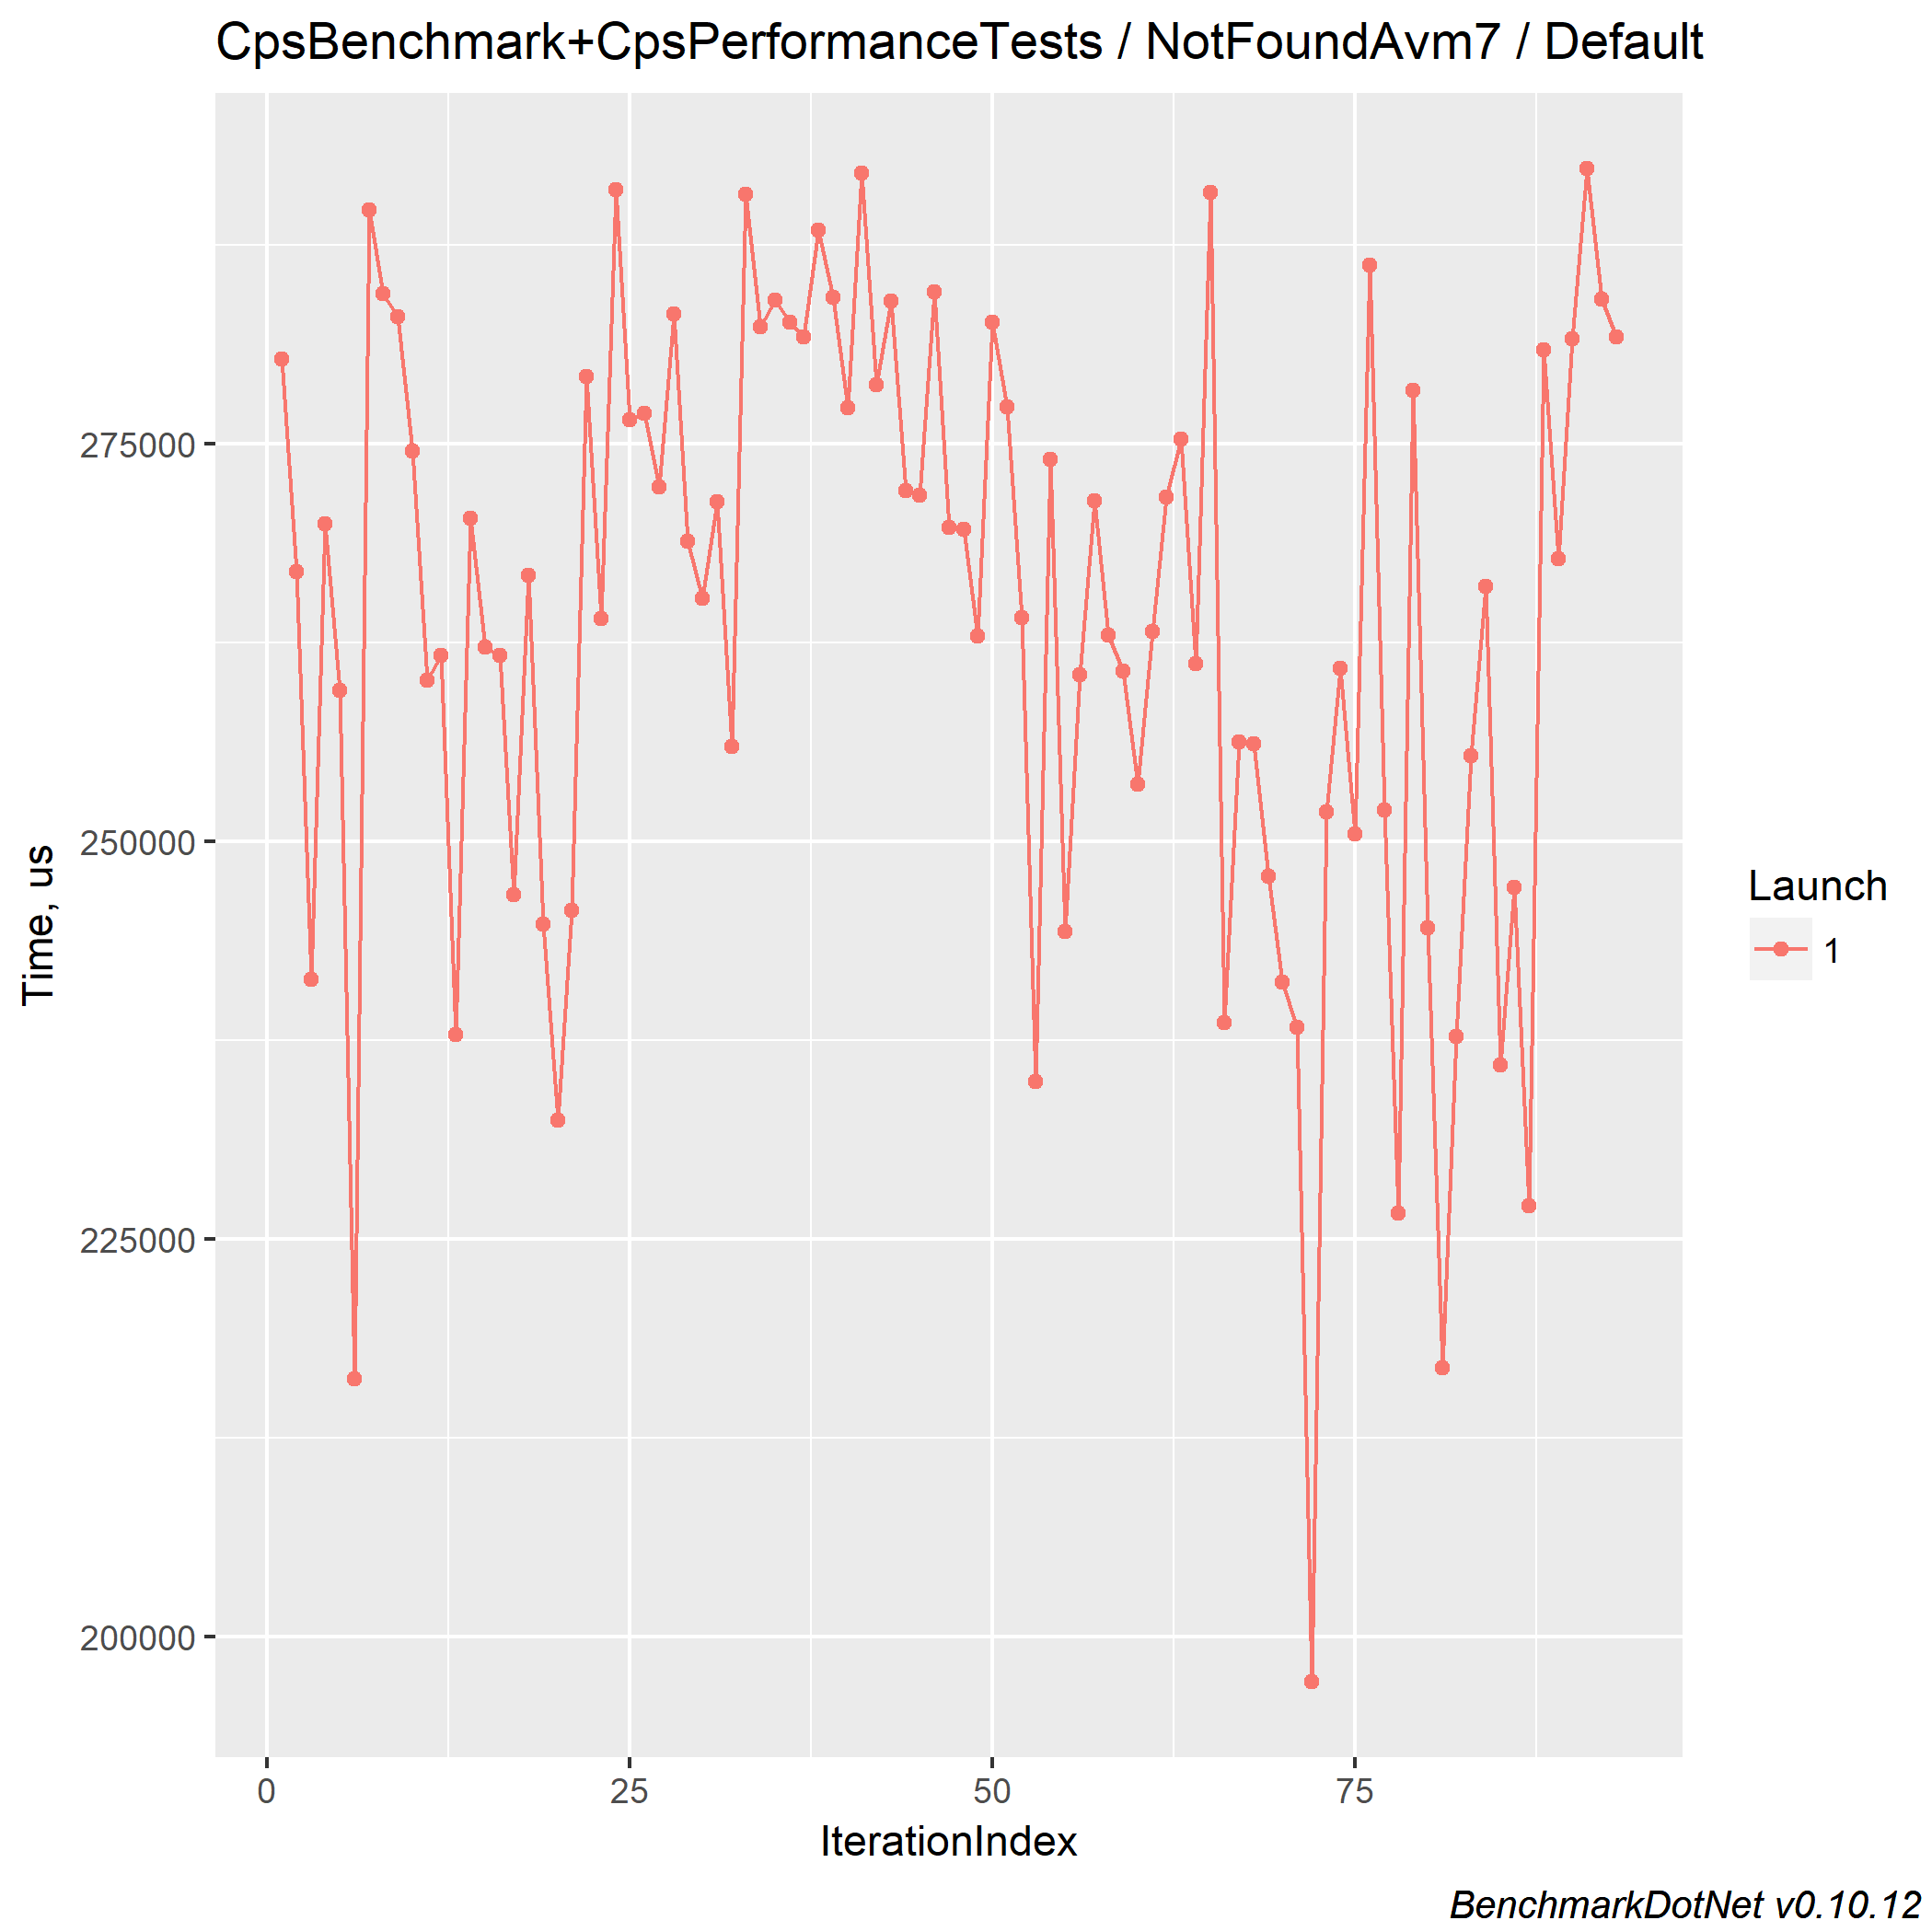 CpsBenchmark+CpsPerformanceTests / NotFoundAvm7 / Default
275000
250000
225000
200000
Time, us
0 25 50 75
IterationIndex
Launch
1
BenchmarkDotNet v0.10.12